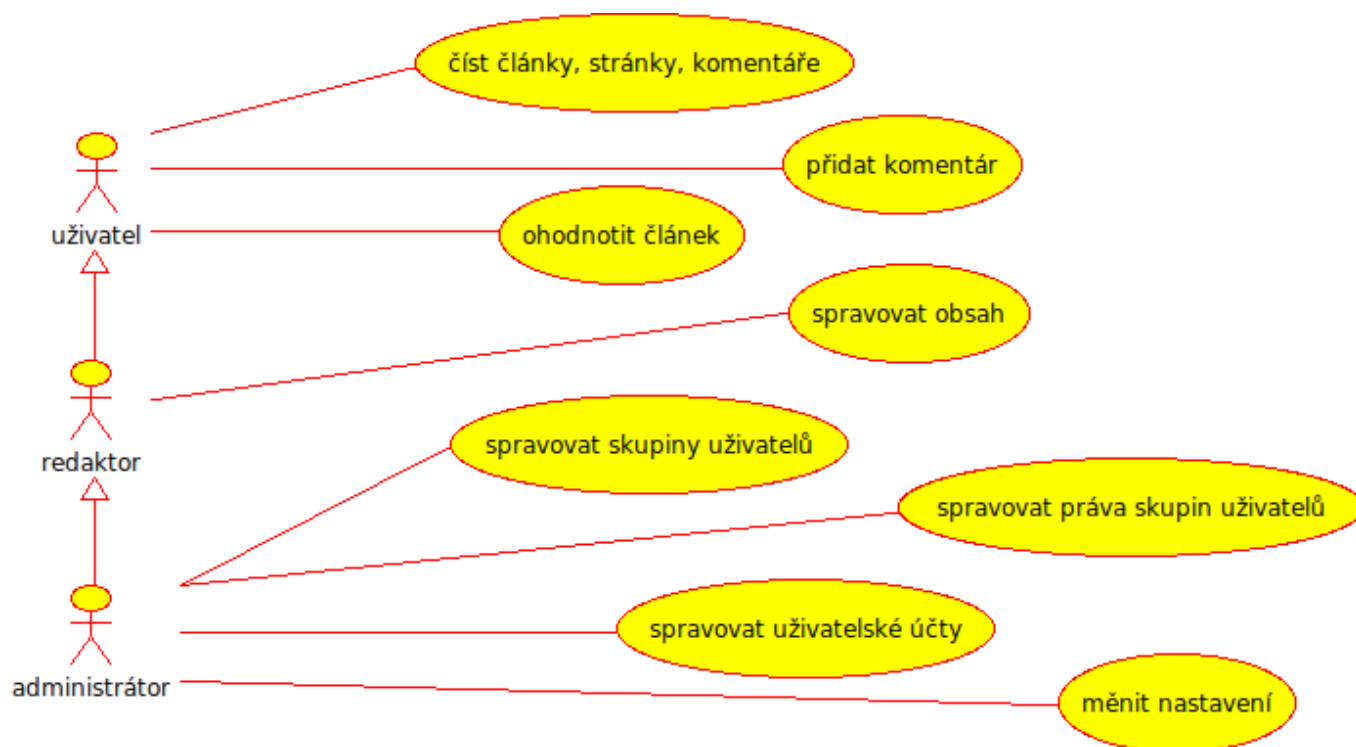 číst články, stránky, komentáře
přidat komentár
uživatel
ohodnotit článek
spravovat obsah
redaktor
spravovat skupiny uživatelů
spravovat práva skupin uživatelů
spravovat uživatelské účty
administrátor
měnit nastavení